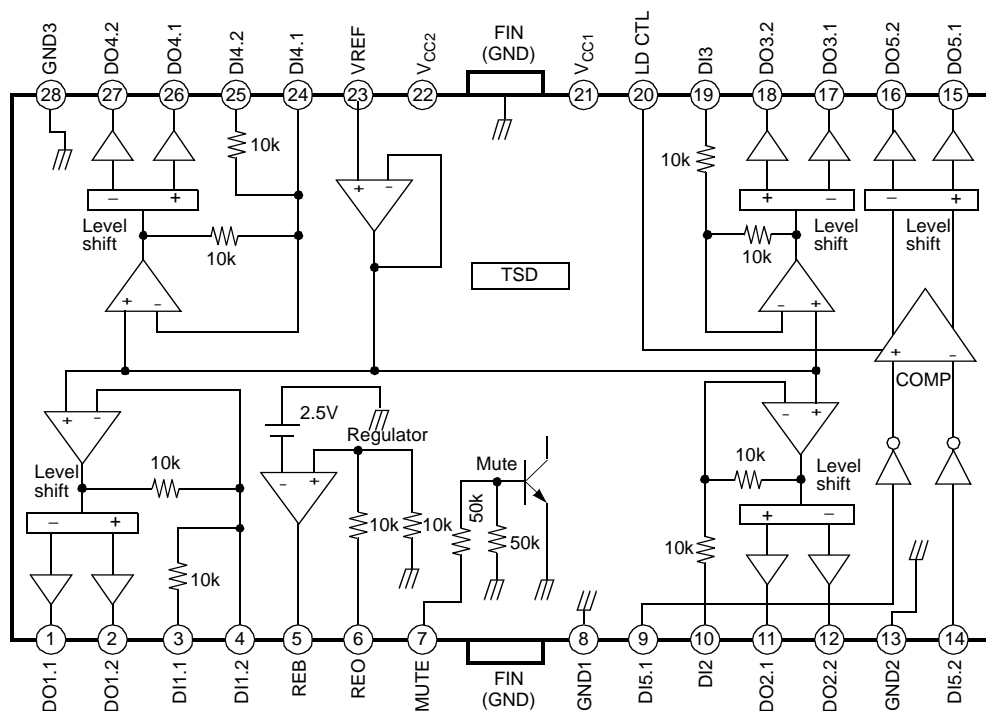 GND3
DO4.2
DO4.1
DI4.2
DI4.1
VREF
VCC2
FIN
(GND)
VCC1
LD CTL
DI3
DO3.2
DO3.1
DO5.2
DO5.1
28
27
26
25
24
23
22
21
20
19
18
17
16
15
10k
10k
+
-
-
+
Level
shift
10k
+
-
TSD
+
-
Level
shift
10k
-
+
-
+
Level
shift
+
-
COMP
+
-
Level
shift
10k
-
+
10k
2.5V
Regulator
-
+
10k
10k
Mute
50k
50k
-
+
10k
Level
shift
+
-
10k
1
2
3
4
5
6
7
8
9
10
11
12
13
14
DO1.1
DO1.2
DI1.1
DI1.2
REB
REO
MUTE
FIN
(GND)
GND1
DI5.1
DI2
DO2.1
DO2.2
GND2
DI5.2